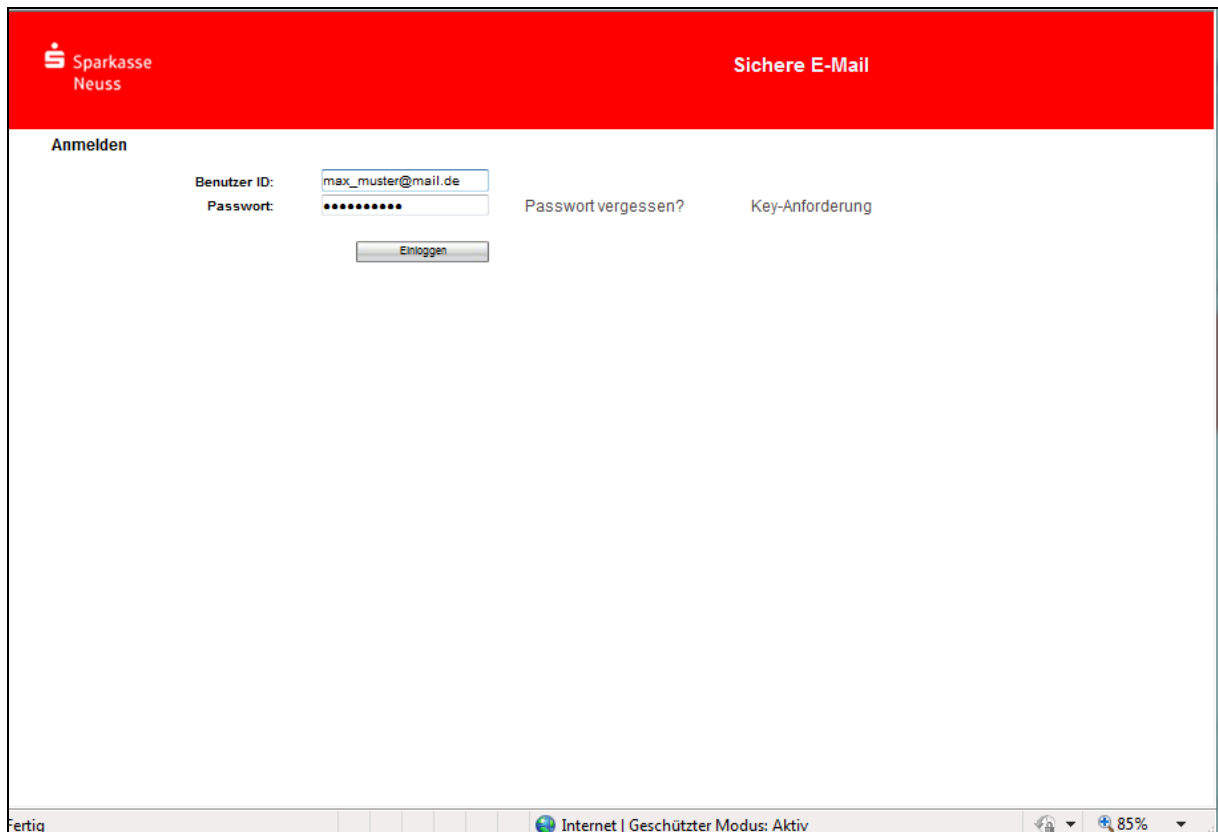 Sparkasse
Neuss
Sichere E-Mail
Anmelden
Benutzer ID: max_muster@mail.de
Passwort: •••••••••• Passwort vergessen? Key-Anforderung
Einloggen
Fertig Internet | Geschützter Modus: Aktiv 85%